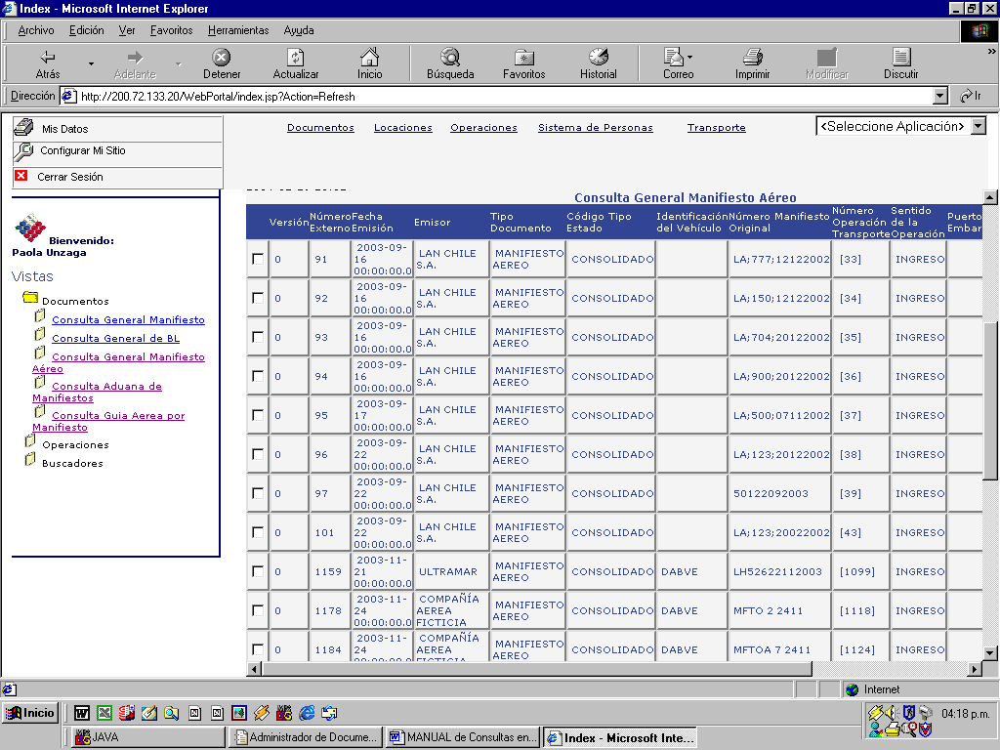 Index - Microsoft Internet Explorer
Archivo Edición Ver Favoritos Herramientas Ayuda
Atrás Adelante Detener Actualizar Inicio Búsqueda Favoritos Historial Correo Imprimir Modificar Discutir
Dirección http://200.72.133.20/WebPortal/index.jsp?Action=Refresh Ir
Mis Datos
Configurar Mi Sitio
Cerrar Sesión
Documentos Locaciones Operaciones Sistema de Personas Transporte <Seleccione Aplicación>
Bienvenido:
Paola Unzaga
Vistas
Documentos
Consulta General Manifiesto
Consulta General de BL
Consulta General Manifiesto
Aéreo
Consulta Aduana de
Manifiestos
Consulta Guia Aerea por
Manifiesto
Operaciones
Buscadores
Consulta General Manifiesto Aéreo
Versión Número Externo Fecha Emisión Emisor Tipo Documento Código Tipo Estado Identificación del Vehículo Número Manifiesto Original Número Operación Transporte Sentido de la Operación Puerto Embar
0 91 2003-09-16 00:00:00.0 LAN CHILE S.A. MANIFIESTO AEREO CONSOLIDADO LA;777;12122002 [33] INGRESO
0 92 2003-09-16 00:00:00.0 LAN CHILE S.A. MANIFIESTO AEREO CONSOLIDADO LA;150;12122002 [34] INGRESO
0 93 2003-09-16 00:00:00.0 LAN CHILE S.A. MANIFIESTO AEREO CONSOLIDADO LA;704;20122002 [35] INGRESO
0 94 2003-09-16 00:00:00.0 LAN CHILE S.A. MANIFIESTO AEREO CONSOLIDADO LA;900;20122002 [36] INGRESO
0 95 2003-09-17 00:00:00.0 LAN CHILE S.A. MANIFIESTO AEREO CONSOLIDADO LA;500;07112002 [37] INGRESO
0 96 2003-09-22 00:00:00.0 LAN CHILE S.A. MANIFIESTO AEREO CONSOLIDADO LA;123;20122002 [38] INGRESO
0 97 2003-09-22 00:00:00.0 LAN CHILE S.A. MANIFIESTO AEREO CONSOLIDADO 50122092003 [39] INGRESO
0 101 2003-09-22 00:00:00.0 LAN CHILE S.A. MANIFIESTO AEREO CONSOLIDADO LA;123;20022002 [43] INGRESO
0 1159 2003-11-21 00:00:00.0 ULTRAMAR MANIFIESTO AEREO CONSOLIDADO DABVE LH52622112003 [1099] INGRESO
0 1178 2003-11-24 00:00:00.0 COMPAÑÍA AEREA FICTICIA MANIFIESTO AEREO CONSOLIDADO DABVE MFTO 2 2411 [1118] INGRESO
0 1184 2003-11-24 00:00:00.0 COMPAÑÍA AEREA FICTICIA MANIFIESTO AEREO CONSOLIDADO DABVE MFTOA 7 2411 [1124] INGRESO
Internet
Inicio 04:18 p.m.
JAVA Administrador de Docume... MANUAL de Consultas en... Index - Microsoft Inte...